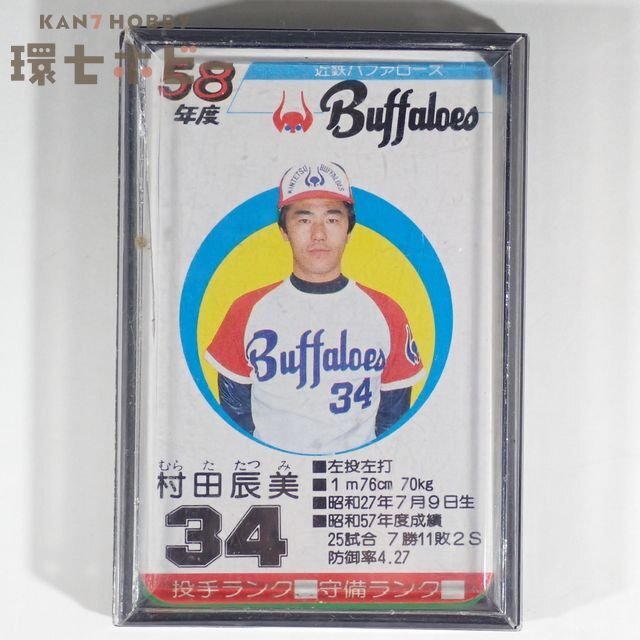 KAN7HOBBY
環七ホビー
58
年度
近鉄バファローズ
Buffaloes
KINTETSU BUFFALOES
Buffaloes
34
むら た たつ み
村田辰美
34
■左投左打
■1m76cm 70kg
■昭和27年7月9日生
■昭和57年度成績
25試合 7勝11敗2S
防御率4.27
投手ランク 守備ランク